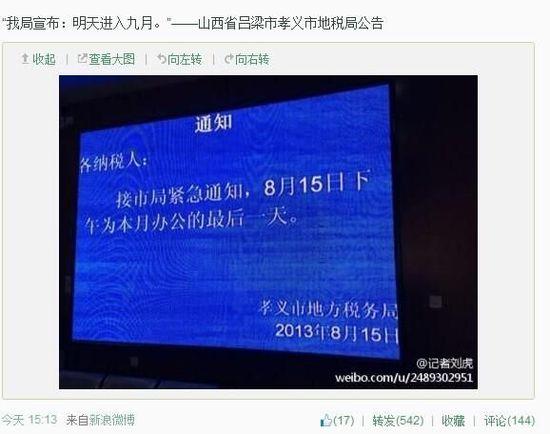 “我局宣布：明天进入九月。”——山西省吕梁市孝义市地税局公告
收起 查看大图 向左转 向右转
通知
各纳税人：
接市局紧急通知，8月15日下
午为本月办公的最后一天。
孝义市地方税务局
2013年8月15日
@记者刘虎
weibo.com/u/2489302951
今天 15:13 来自新浪微博 (17) 转发(542) 收藏 评论(144)